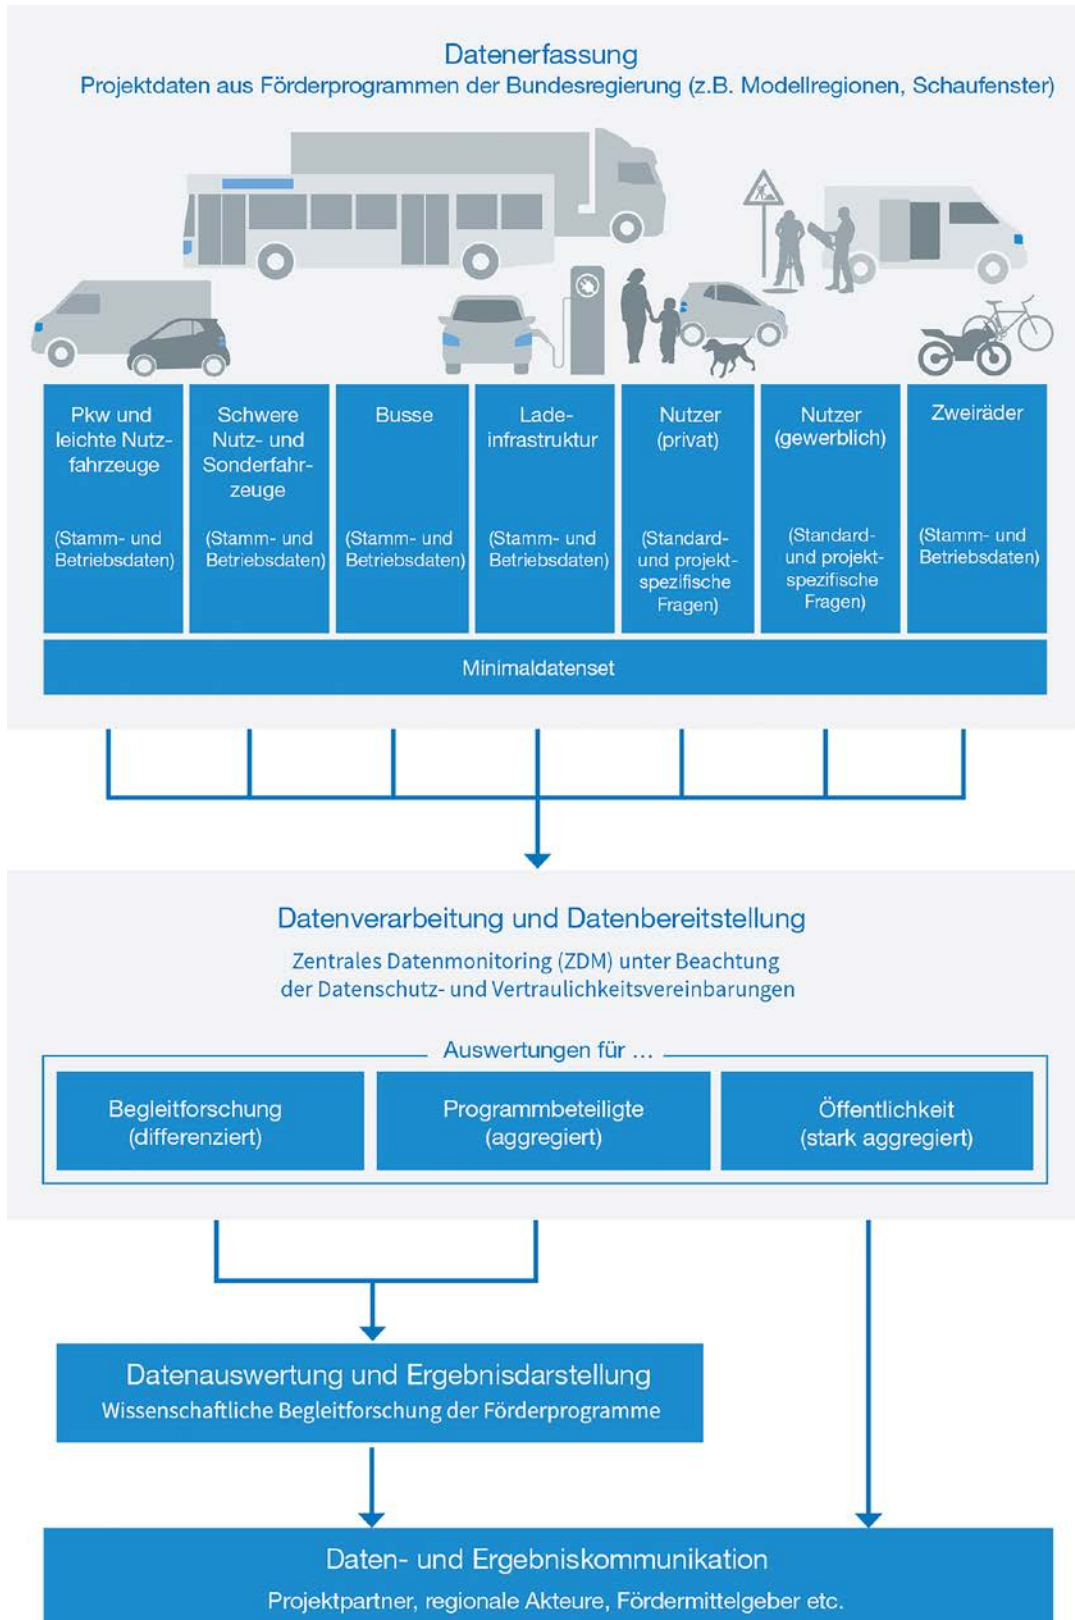 Datenerfassung
Projektdaten aus Förderprogrammen der Bundesregierung (z.B. Modellregionen, Schaufenster)
Pkw und
leichte Nutz-
fahrzeuge
(Stamm- und
Betriebsdaten)
Schwere
Nutz- und
Sonderfahr-
zeuge
(Stamm- und
Betriebsdaten)
Busse
(Stamm- und
Betriebsdaten)
Lade-
infrastruktur
(Stamm- und
Betriebsdaten)
Nutzer
(privat)
(Standard-
und projekt-
spezifische
Fragen)
Nutzer
(gewerblich)
(Standard-
und projekt-
spezifische
Fragen)
Zweiräder
(Stamm- und
Betriebsdaten)
Minimaldatenset
Datenverarbeitung und Datenbereitstellung
Zentrales Datenmonitoring (ZDM) unter Beachtung
der Datenschutz- und Vertraulichkeitsvereinbarungen
Auswertungen für ...
Begleitforschung
(differenziert)
Programmbeteiligte
(aggregiert)
Öffentlichkeit
(stark aggregiert)
Datenauswertung und Ergebnisdarstellung
Wissenschaftliche Begleitforschung der Förderprogramme
Daten- und Ergebniskommunikation
Projektpartner, regionale Akteure, Fördermittelgeber etc.